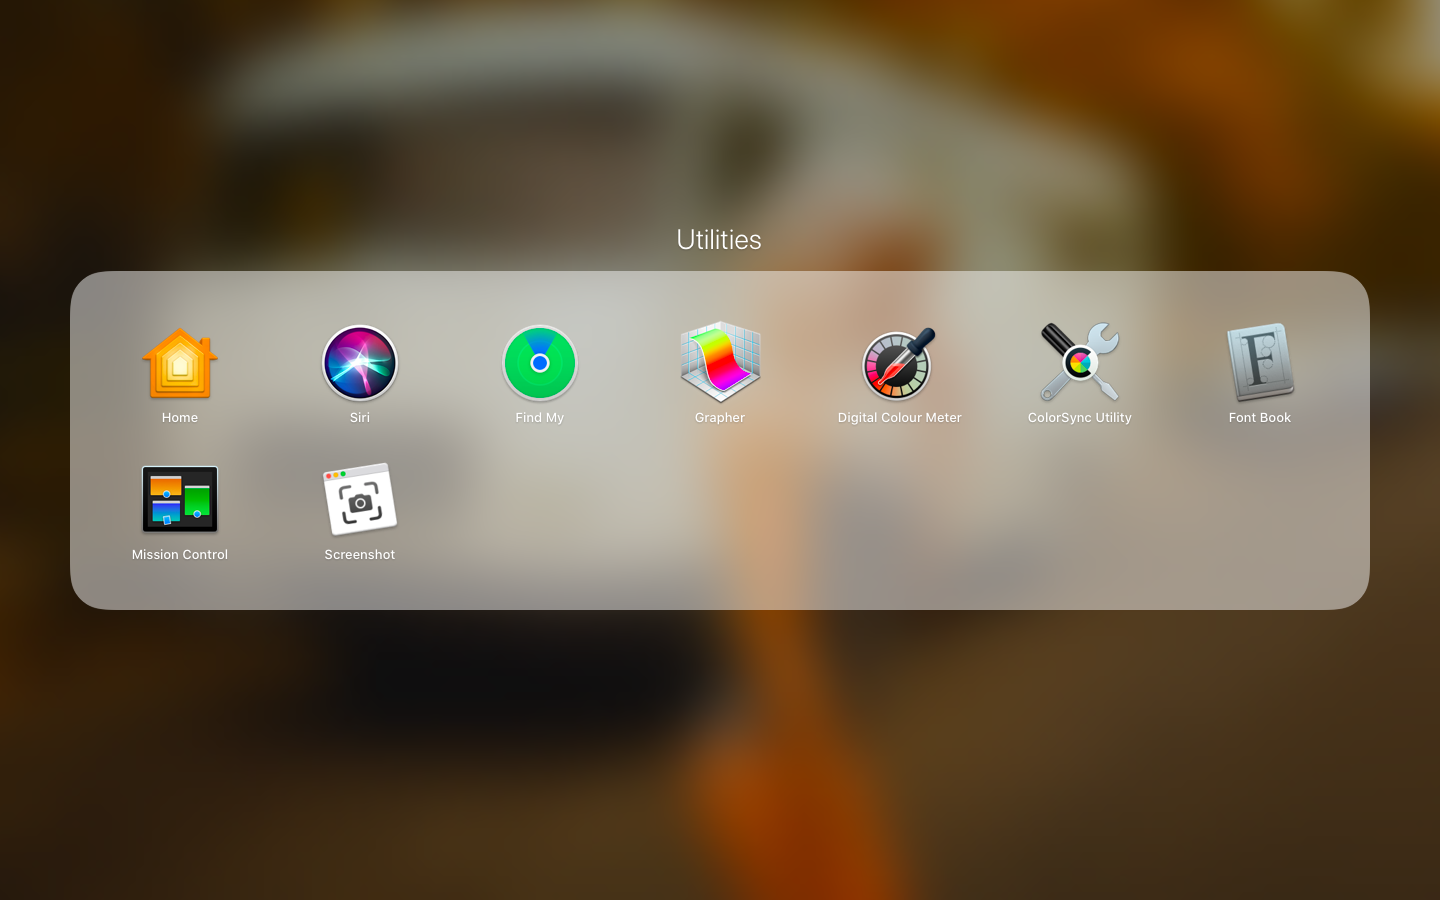 Utilities
Home
Siri
Find My
Grapher
Digital Colour Meter
ColorSync Utility
Font Book
Mission Control
Screenshot